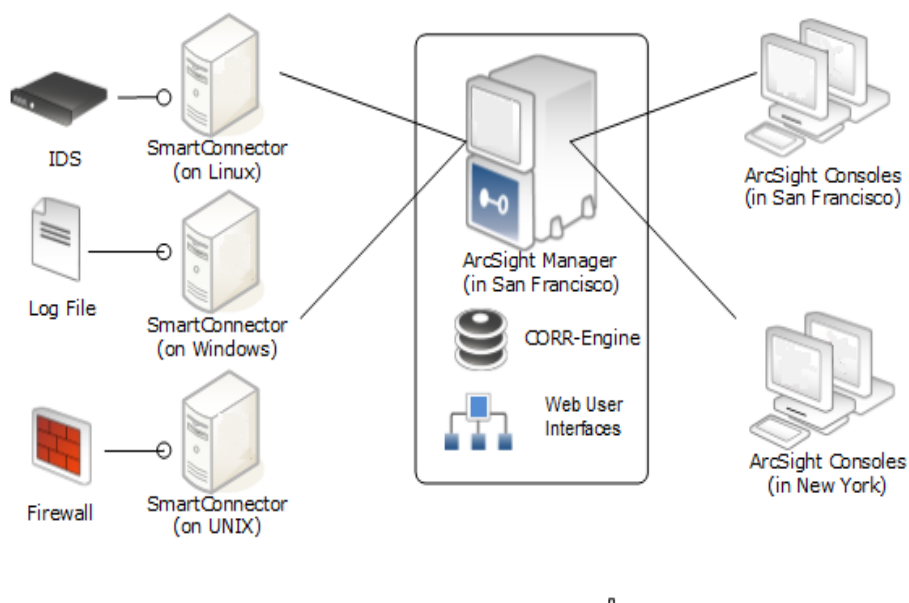 IDS
SmartConnector
(on Linux)
Log File
SmartConnector
(on Windows)
Firewall
SmartConnector
(on UNIX)
ArcSight Manager
(in San Francisco)
CORR-Engine
Web User
Interfaces
ArcSight Consoles
(in San Francisco)
ArcSight Consoles
(in New York)